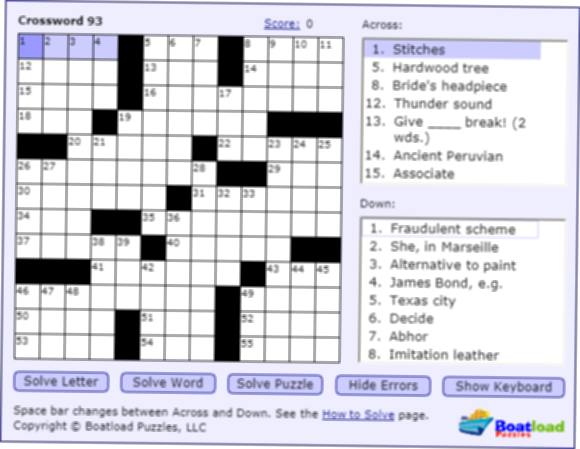 Crossword 93
Score: 0
1 2 3 4 5 6 7 8 9 10 11
12 13 14
15 16 17
18 19
20 21 22 23 24 25
26 27 28 29
30 31 32 33
34 35 36
37 38 39 40
41 42 43 44 45
46 47 48 49
50 51 52
53 54 55
Across:
1. Stitches
5. Hardwood tree
8. Bride's headpiece
12. Thunder sound
13. Give ____ break! (2
wds.)
14. Ancient Peruvian
15. Associate
Down:
1. Fraudulent scheme
2. She, in Marseille
3. Alternative to paint
4. James Bond, e.g.
5. Texas city
6. Decide
7. Abhor
8. Imitation leather
Solve Letter Solve Word Solve Puzzle Hide Errors Show Keyboard
Space bar changes between Across and Down. See the How to Solve page.
Copyright © Boatload Puzzles, LLC
Boatload
Puzzles